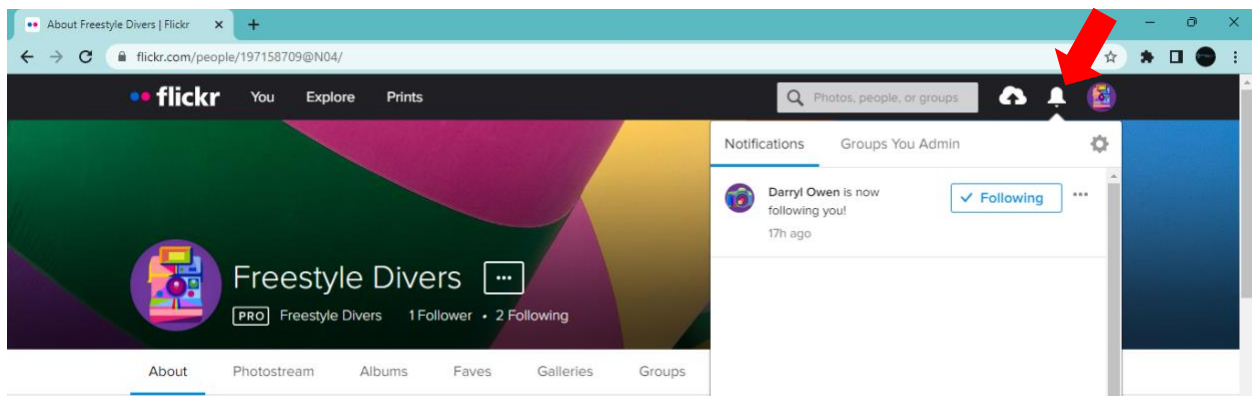 About Freestyle Divers | Flickr
flickr.com/people/197158709@N04/
flickr You Explore Prints Photos, people, or groups
Notifications Groups You Admin
Darryl Owen is now
following you!
Following
17h ago
Freestyle Divers
PRO Freestyle Divers 1 Follower • 2 Following
About Photostream Albums Faves Galleries Groups